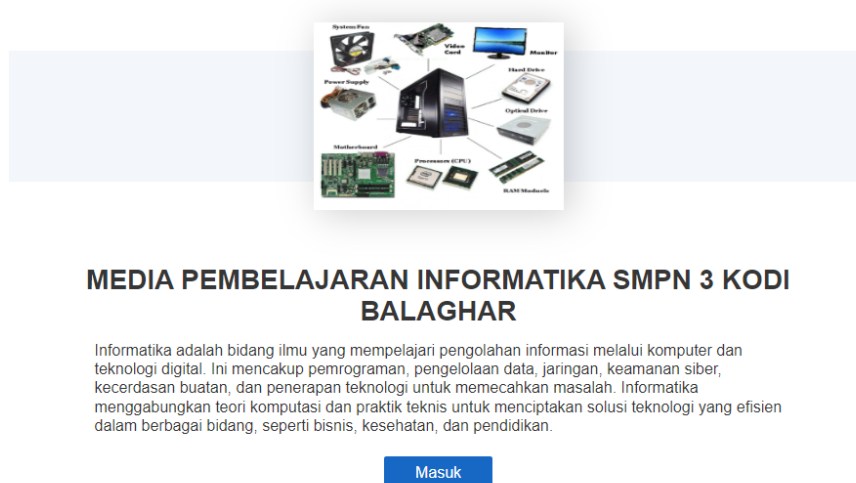 System Fan
Video
Card
Monitor
Hard Drive
Power Supply
Optical Drive
Motherboard
Processors (CPU)
RAM Moduels
MEDIA PEMBELAJARAN INFORMATIKA SMPN 3 KODI
BALAGHAR
Informatika adalah bidang ilmu yang mempelajari pengolahan informasi melalui komputer dan
teknologi digital. Ini mencakup pemrograman, pengelolaan data, jaringan, keamanan siber,
kecerdasan buatan, dan penerapan teknologi untuk memecahkan masalah. Informatika
menggabungkan teori komputasi dan praktik teknis untuk menciptakan solusi teknologi yang efisien
dalam berbagai bidang, seperti bisnis, kesehatan, dan pendidikan.
Masuk